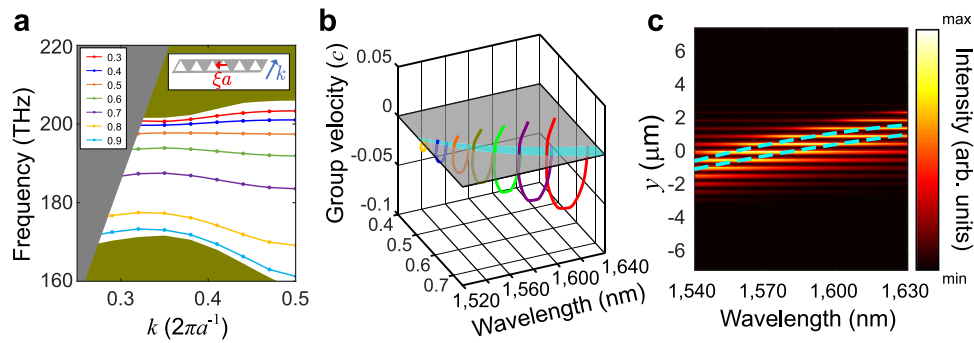 a
Frequency (THz)
220
200
180
160
0.3
0.4
0.5
0.6
0.7
0.8
0.9
ξa
k
0.3
0.4
0.5
k (2πa⁻¹)
b
Group velocity (c)
0.05
0
-0.05
-0.1
0.4
0.5
0.6
0.7
1,520
1,560
1,600
1,640
Wavelength (nm)
c
y (μm)
6
4
2
0
-2
-4
-6
1,540
1,570
1,600
1,630
Wavelength (nm)
max
min
Intensity (arb. units)